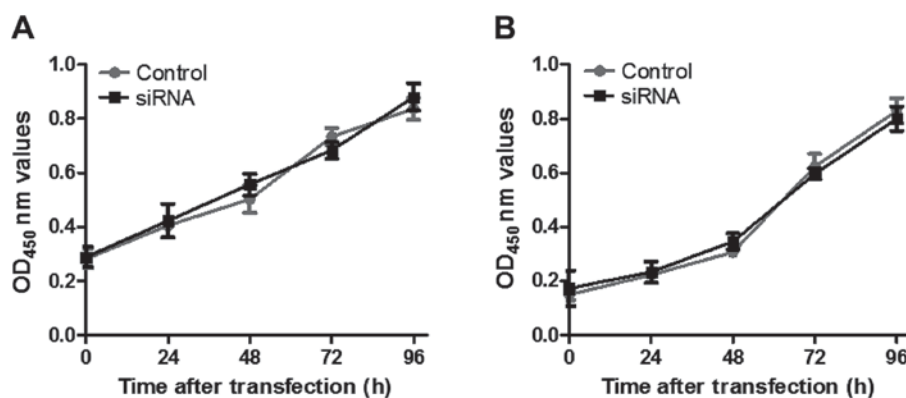 A
OD450 nm values
1.0
0.8
0.6
0.4
0.2
0.0
Control
siRNA
0 24 48 72 96
Time after transfection (h)
B
OD450 nm values
1.0
0.8
0.6
0.4
0.2
0.0
Control
siRNA
0 24 48 72 96
Time after transfection (h)